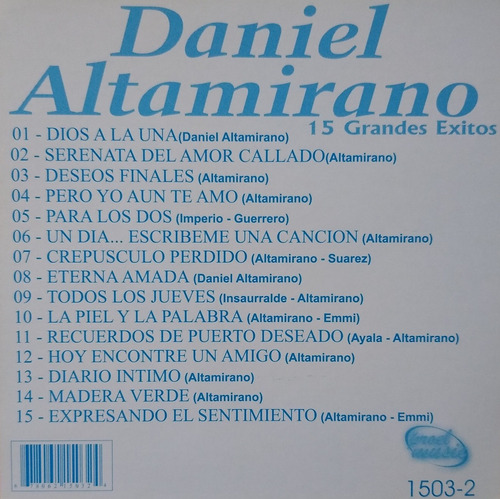 Daniel
Altamirano
15 Grandes Exitos
01 - DIOS A LA UNA(Daniel Altamirano)
02 - SERENATA DEL AMOR CALLADO(Altamirano)
03 - DESEOS FINALES (Altamirano)
04 - PERO YO AUN TE AMO (Altamirano)
05 - PARA LOS DOS (Imperio - Guerrero)
06 - UN DIA... ESCRIBEME UNA CANCION (Altamirano)
07 - CREPUSCULO PERDIDO (Altamirano - Suarez)
08 - ETERNA AMADA (Daniel Altamirano)
09 - TODOS LOS JUEVES (Insaurralde - Altamirano)
10 - LA PIEL Y LA PALABRA (Altamirano - Emmi)
11 - RECUERDOS DE PUERTO DESEADO (Ayala - Altamirano)
12 - HOY ENCONTRE UN AMIGO (Altamirano)
13 - DIARIO INTIMO (Altamirano)
14 - MADERA VERDE (Altamirano)
15 - EXPRESANDO EL SENTIMIENTO (Altamirano - Emmi)
music
1503-2